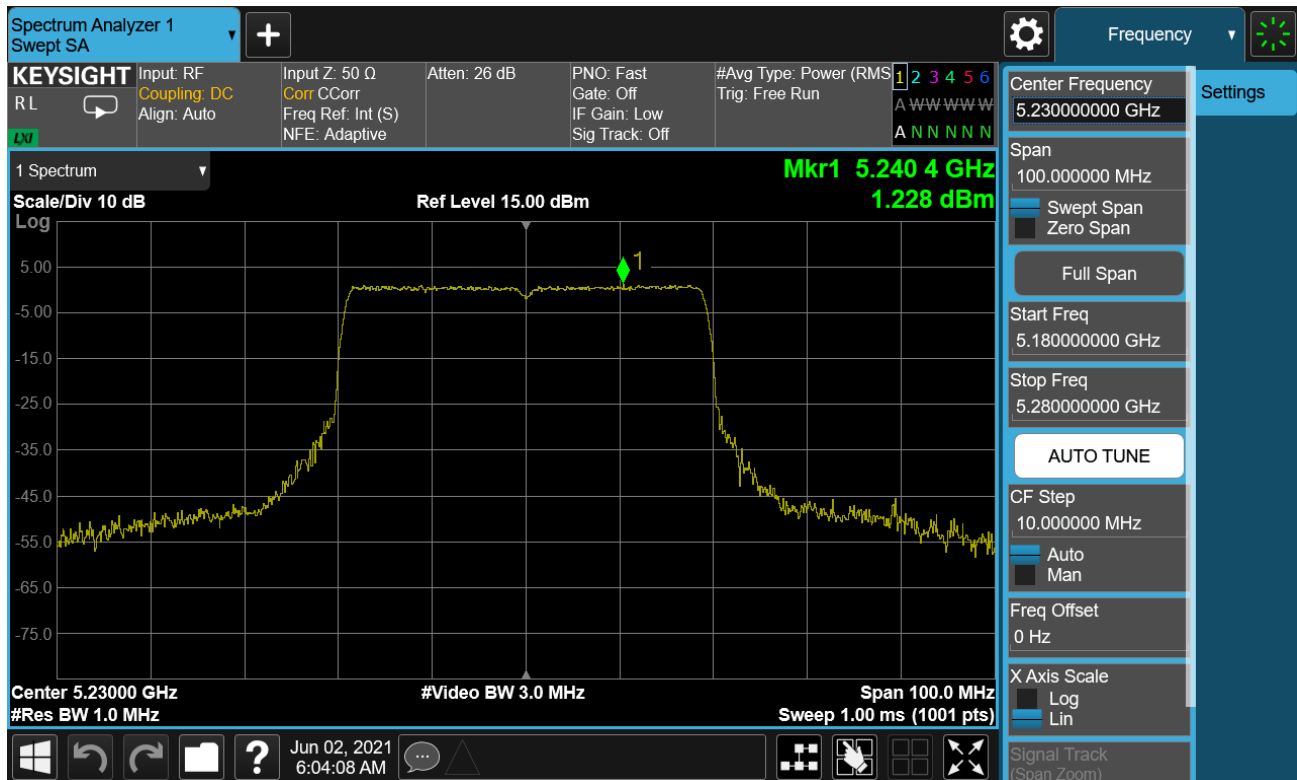 Spectrum Analyzer 1
Swept SA
Frequency
KEYSIGHT
R L
LXI
Input: RF
Coupling: DC
Align: Auto
Input Z: 50 Ω
Corr CCorr
Freq Ref: Int (S)
NFE: Adaptive
Atten: 26 dB
PNO: Fast
Gate: Off
IF Gain: Low
Sig Track: Off
#Avg Type: Power (RMS
Trig: Free Run
1 2 3 4 5 6
A W W W W W
A N N N N N
1 Spectrum
Scale/Div 10 dB
Log
Ref Level 15.00 dBm
Mkr1 5.240 4 GHz
1.228 dBm
1
5.00
-5.00
-15.0
-25.0
-35.0
-45.0
-55.0
-65.0
-75.0
Center 5.23000 GHz
#Res BW 1.0 MHz
#Video BW 3.0 MHz
Span 100.0 MHz
Sweep 1.00 ms (1001 pts)
?
Jun 02, 2021
6:04:08 AM
Center Frequency
5.230000000 GHz
Span
100.000000 MHz
Swept Span
Zero Span
Full Span
Start Freq
5.180000000 GHz
Stop Freq
5.280000000 GHz
AUTO TUNE
CF Step
10.000000 MHz
Auto
Man
Freq Offset
0 Hz
X Axis Scale
Log
Lin
Signal Track
(Span Zoom)
Settings